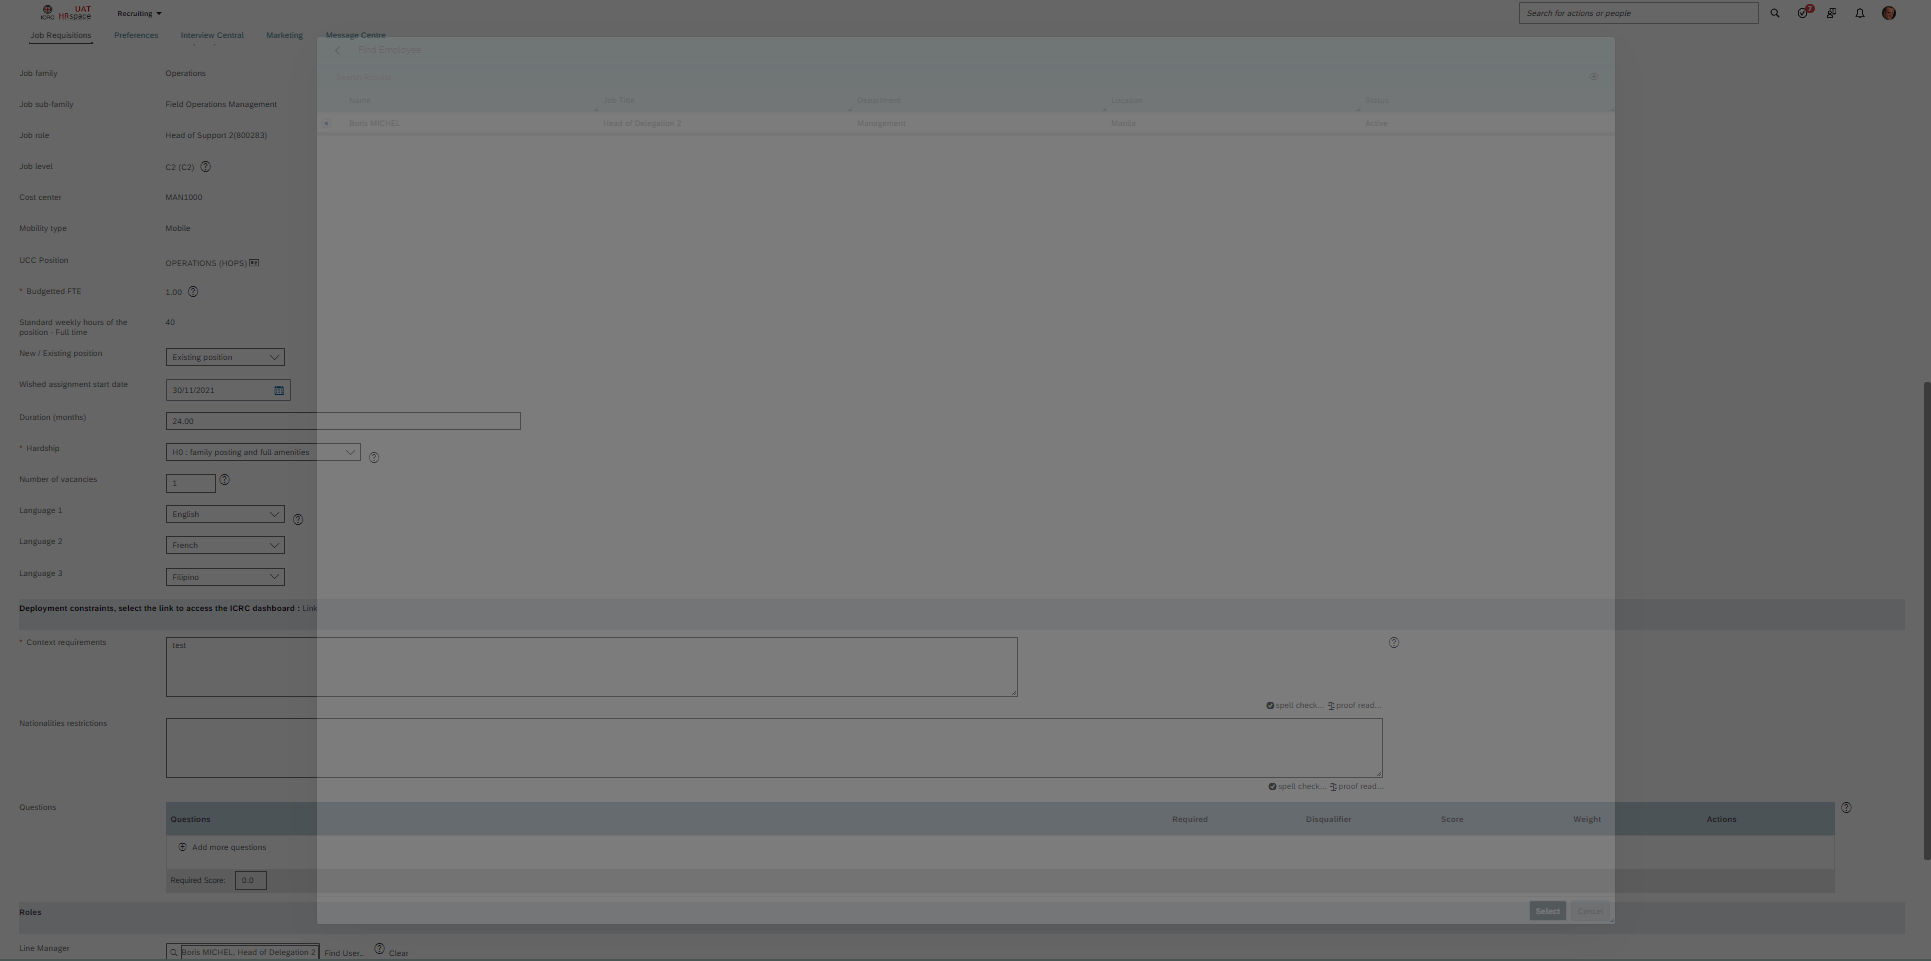 UAT
ICRC HRspace
Recruiting
Search for actions or people
7
Job Requisitions Preferences Interview Central Marketing Message Centre
Find Employee
Search Results
Name Job Title Department Location Status
Boris MICHEL Head of Delegation 2 Management Manila Active
Job family Operations
Job sub-family Field Operations Management
Job role Head of Support 2(800283)
Job level C2 (C2)
Cost center MAN1000
Mobility type Mobile
UCC Position OPERATIONS (HOPS)
* Budgetted FTE 1.00
Standard weekly hours of the 40
position - Full time
New / Existing position Existing position
Wished assignment start date 30/11/2021
Duration (months) 24.00
* Hardship H0 : family posting and full amenities
Number of vacancies 1
Language 1 English
Language 2 French
Language 3 Filipino
Deployment constraints, select the link to access the ICRC dashboard : Link
* Context requirements test
spell check... proof read...
Nationalities restrictions
spell check... proof read...
Questions
Questions Required Disqualifier Score Weight Actions
Add more questions
Required Score: 0.0
Select Cancel
Roles
Line Manager Boris MICHEL, Head of Delegation 2 Find User... Clear